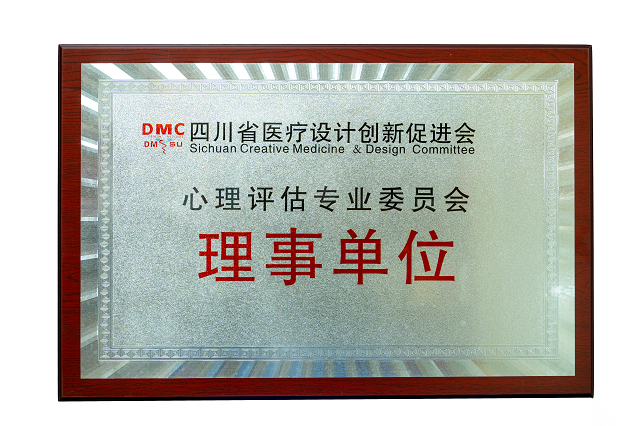 DMC 四川省医疗设计创新促进会
Sichuan Creative Medicine & Design Committee
心理评估专业委员会
理事单位